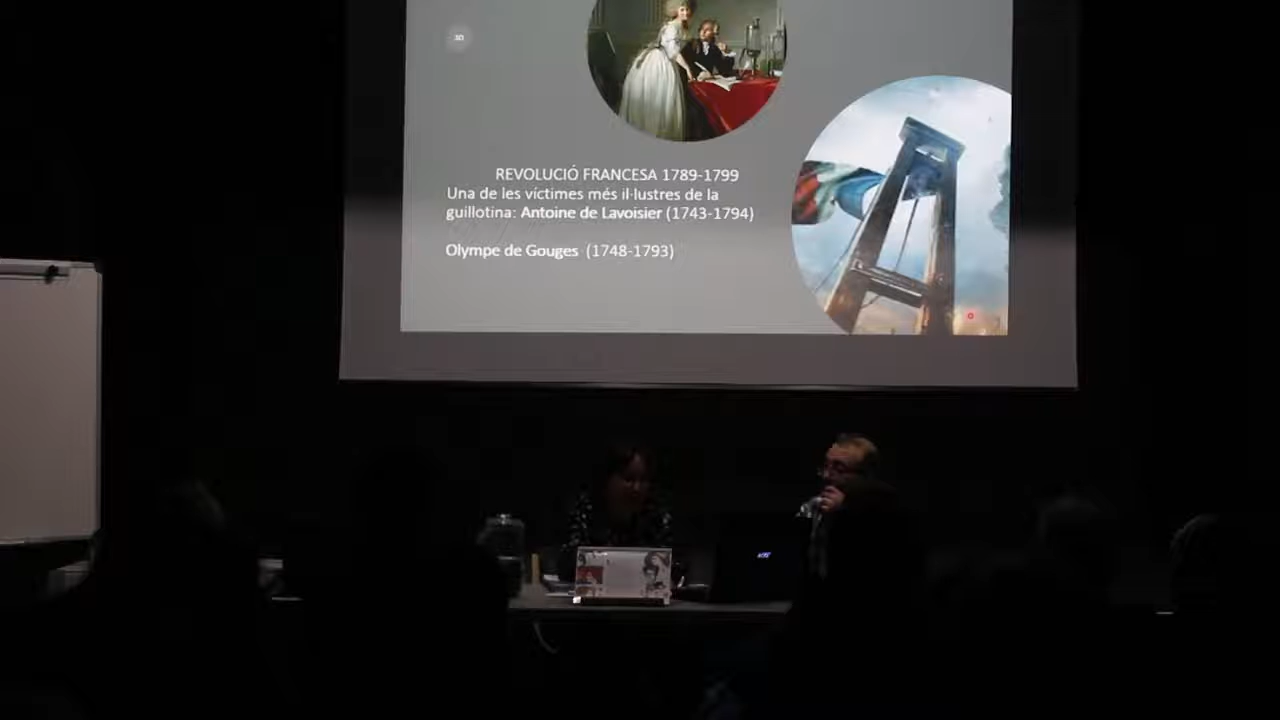 REVOLUCIÓ FRANCESA 1789-1799
Una de les víctimes més il·lustres de la
guillotina: Antoine de Lavoisier (1743-1794)
Olympe de Gouges (1748-1793)